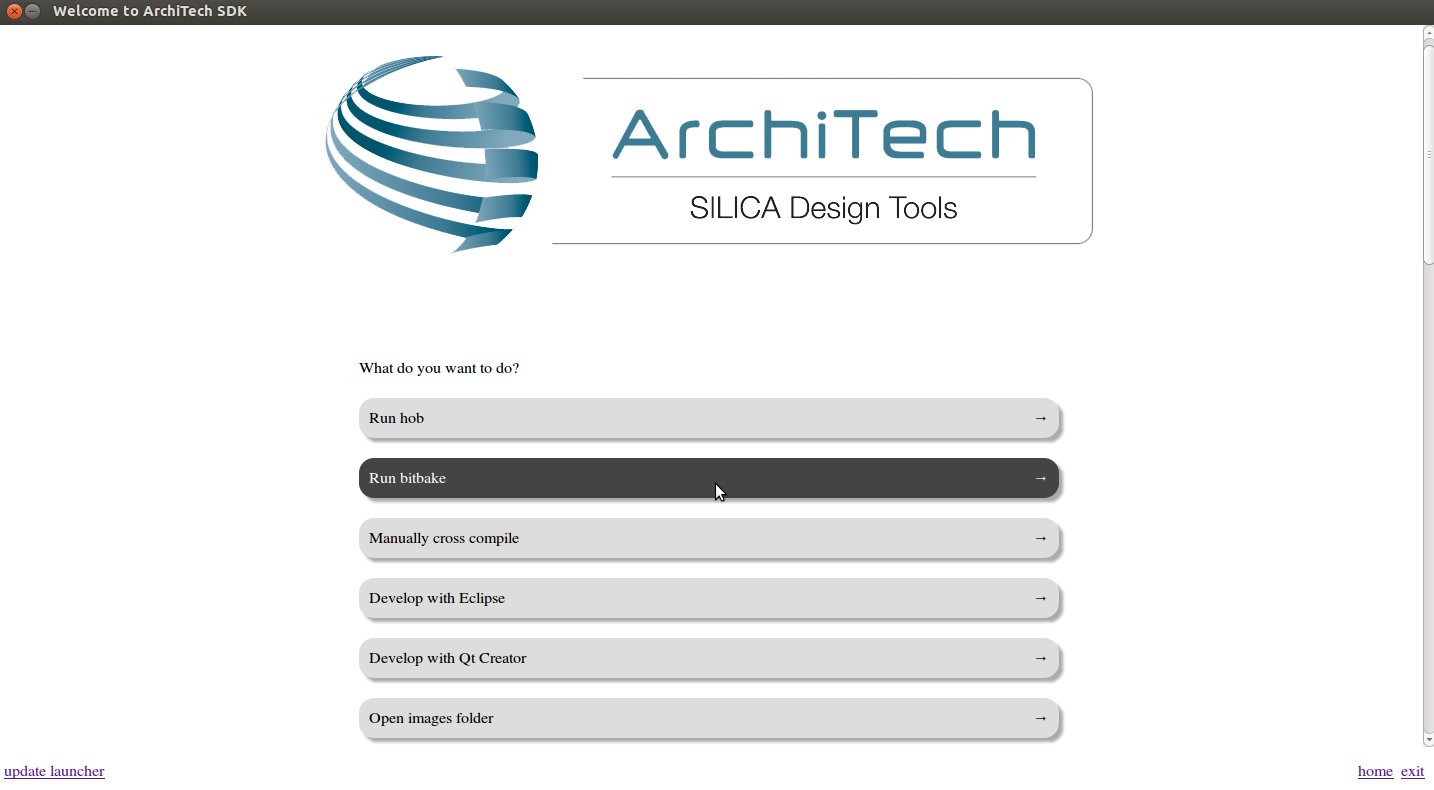 Welcome to ArchiTech SDK
ArchiTech
SILICA Design Tools
What do you want to do?
Run hob →
Run bitbake →
Manually cross compile →
Develop with Eclipse →
Develop with Qt Creator →
Open images folder →
update launcher home exit